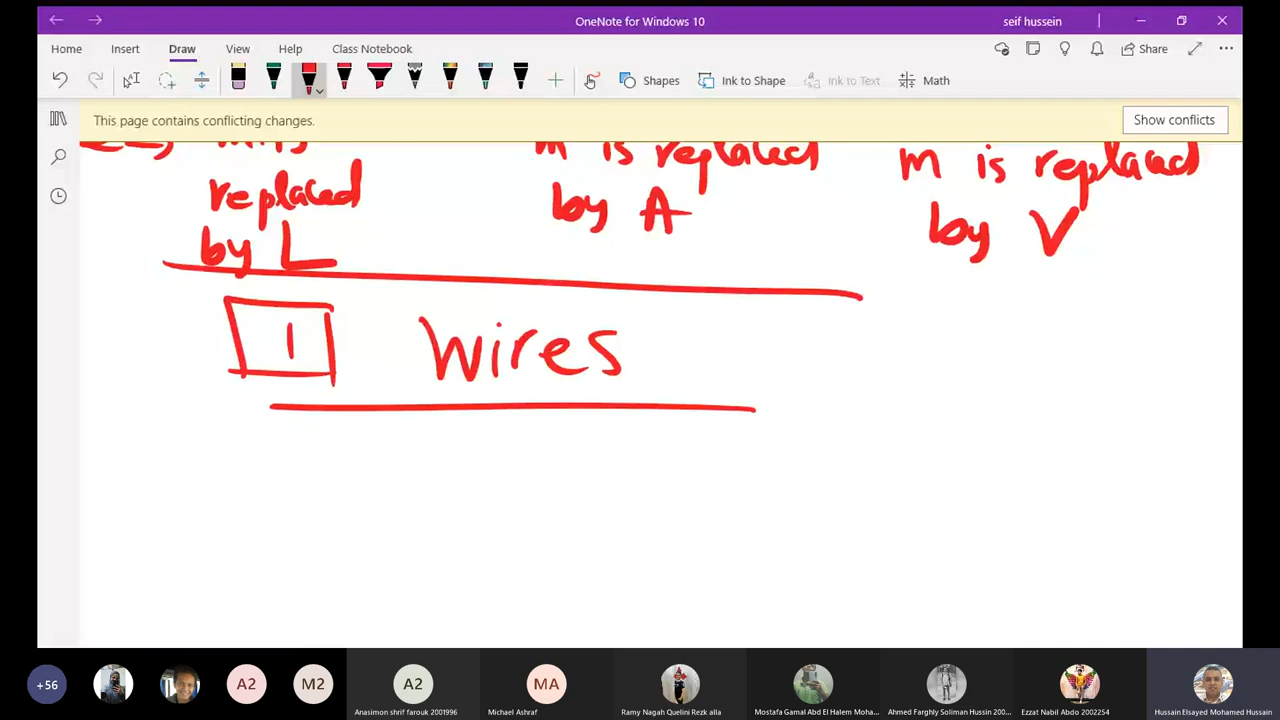 OneNote for Windows 10
seif hussein
Home
Insert
Draw
View
Help
Class Notebook
Share
Shapes
Ink to Shape
Ink to Text
Math
This page contains conflicting changes.
Show conflicts
replaced
by L
m is replaced
by A
m is replaced
by V
1 Wires
+56
A2
M2
A2
MA
Anasimon shrif farouk 2001996
Michael Ashraf
Ramy Nagah Quelini Rezk alla
Mostafa Gamal Abd El Halem Moha...
Ahmed Farghly Soliman Hussin 200...
Ezzat Nabil Abdo 2002254
Hussain Elsayed Mohamed Hussain